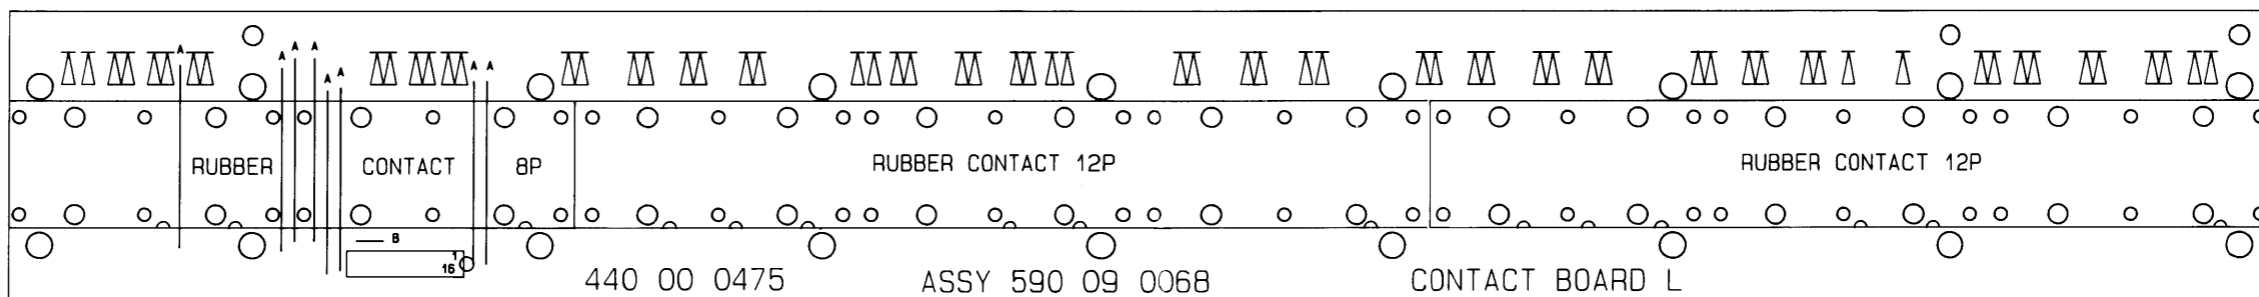 A A A A A A A A
RUBBER CONTACT 8P
RUBBER CONTACT 12P
RUBBER CONTACT 12P
B
1
16
440 00 0475 ASSY 590 09 0068 CONTACT BOARD L